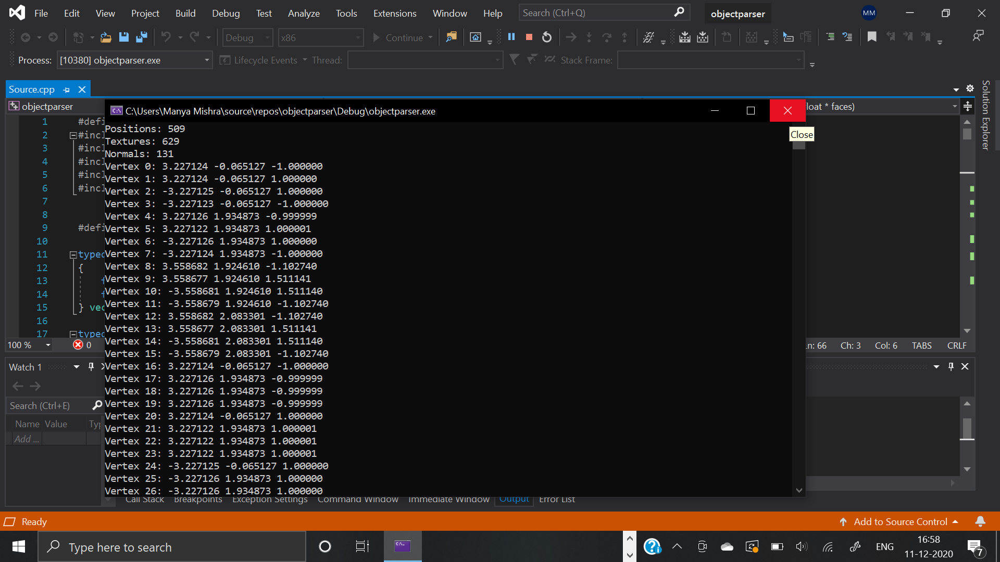 File Edit View Project Build Debug Test Analyze Tools Extensions Window Help Search (Ctrl+Q) objectparser MM
Debug x86 Continue
Process: [10380] objectparser.exe Lifecycle Events Thread: Stack Frame:
Source.cpp
objectparser
loat * faces)
Solution Explorer
C:\Users\Manya Mishra\source\repos\objectparser\Debug\objectparser.exe
Close
1 #defi
2 #incl
3 #incl
4 #incl
5 #incl
6 #incl
7
8
9 #defi
10
11 typed
12 {
13 f
14 f
15 } vec
16
17 typed
Positions: 509
Textures: 629
Normals: 131
Vertex 0: 3.227124 -0.065127 -1.000000
Vertex 1: 3.227124 -0.065127 1.000000
Vertex 2: -3.227125 -0.065127 1.000000
Vertex 3: -3.227123 -0.065127 -1.000000
Vertex 4: 3.227126 1.934873 -0.999999
Vertex 5: 3.227122 1.934873 1.000001
Vertex 6: -3.227126 1.934873 1.000000
Vertex 7: -3.227124 1.934873 -1.000000
Vertex 8: 3.558682 1.924610 -1.102740
Vertex 9: 3.558677 1.924610 1.511141
Vertex 10: -3.558681 1.924610 1.511140
Vertex 11: -3.558679 1.924610 -1.102740
Vertex 12: 3.558682 2.083301 -1.102740
Vertex 13: 3.558677 2.083301 1.511141
Vertex 14: -3.558681 2.083301 1.511140
Vertex 15: -3.558679 2.083301 -1.102740
Vertex 16: 3.227124 -0.065127 -1.000000
Vertex 17: 3.227126 1.934873 -0.999999
Vertex 18: 3.227126 1.934873 -0.999999
Vertex 19: 3.227126 1.934873 -0.999999
Vertex 20: 3.227124 -0.065127 1.000000
Vertex 21: 3.227122 1.934873 1.000001
Vertex 22: 3.227122 1.934873 1.000001
Vertex 23: 3.227122 1.934873 1.000001
Vertex 24: -3.227125 -0.065127 1.000000
Vertex 25: -3.227126 1.934873 1.000000
Vertex 26: -3.227126 1.934873 1.000000
100 % 0
Ln: 66 Ch: 3 Col: 6 TABS CRLF
Watch 1
Search (Ctrl+E)
Name Value Typ
Add ...
Call Stack Breakpoints Exception Settings Command Window Immediate Window Output Error List
Ready Add to Source Control
Type here to search
ENG
16:58
11-12-2020
7